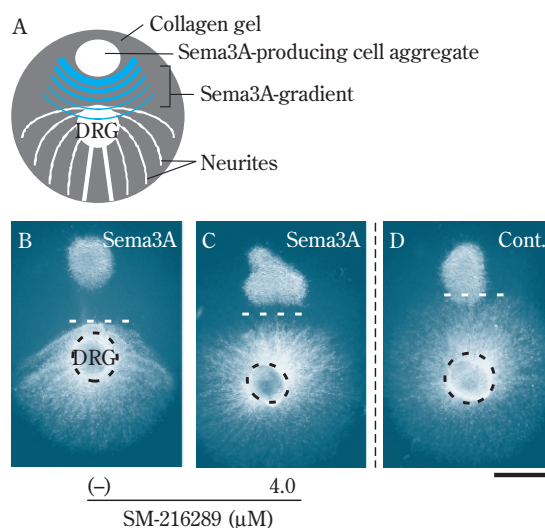 A
Collagen gel
Sema3A-producing cell aggregate
Sema3A-gradient
DRG
Neurites
B Sema3A
C Sema3A
D Cont.
DRG
(–) 4.0
SM-216289 (μM)